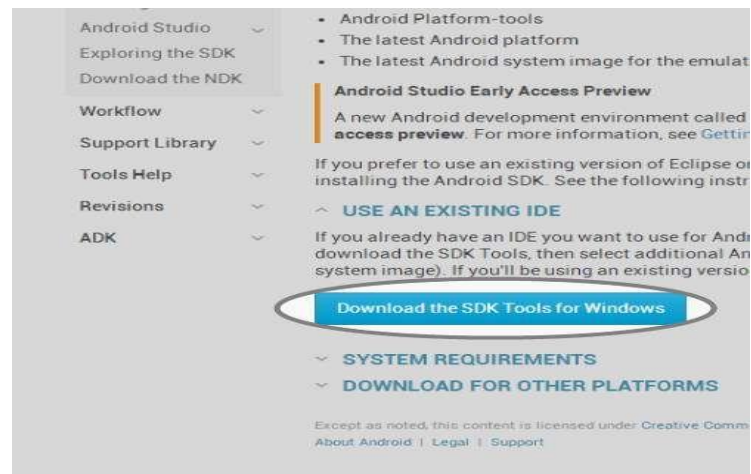 Android Studio
Exploring the SDK
Download the NDK
Workflow
Support Library
Tools Help
Revisions
ADK
Android Platform-tools
The latest Android platform
The latest Android system image for the emulat
Android Studio Early Access Preview
A new Android development environment called
access preview. For more information, see Gettin
If you prefer to use an existing version of Eclipse or
installing the Android SDK. See the following instr
USE AN EXISTING IDE
If you already have an IDE you want to use for Andr
download the SDK Tools, then select additional An
system image). If you'll be using an existing versio
Download the SDK Tools for Windows
SYSTEM REQUIREMENTS
DOWNLOAD FOR OTHER PLATFORMS
Except as noted, this content is licensed under Creative Comm
About Android | Legal | Support